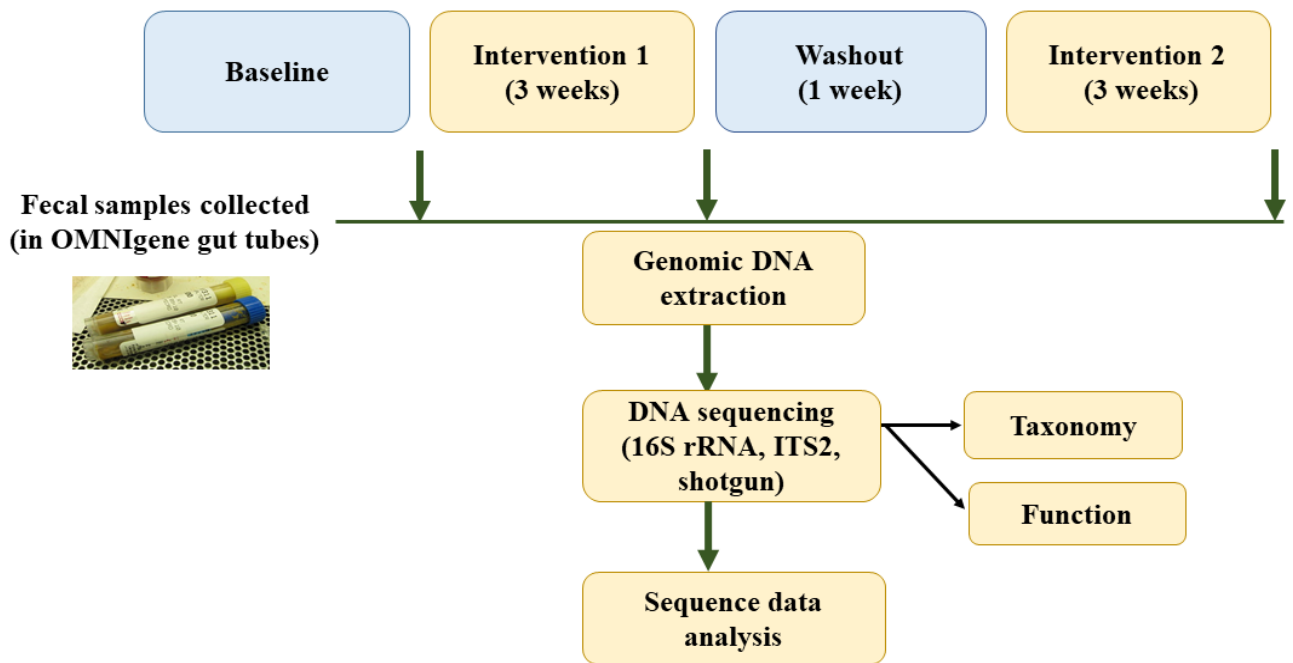 Baseline
Intervention 1
(3 weeks)
Washout
(1 week)
Intervention 2
(3 weeks)
Fecal samples collected
(in OMNIgene gut tubes)
Genomic DNA
extraction
DNA sequencing
(16S rRNA, ITS2,
shotgun)
Taxonomy
Function
Sequence data
analysis